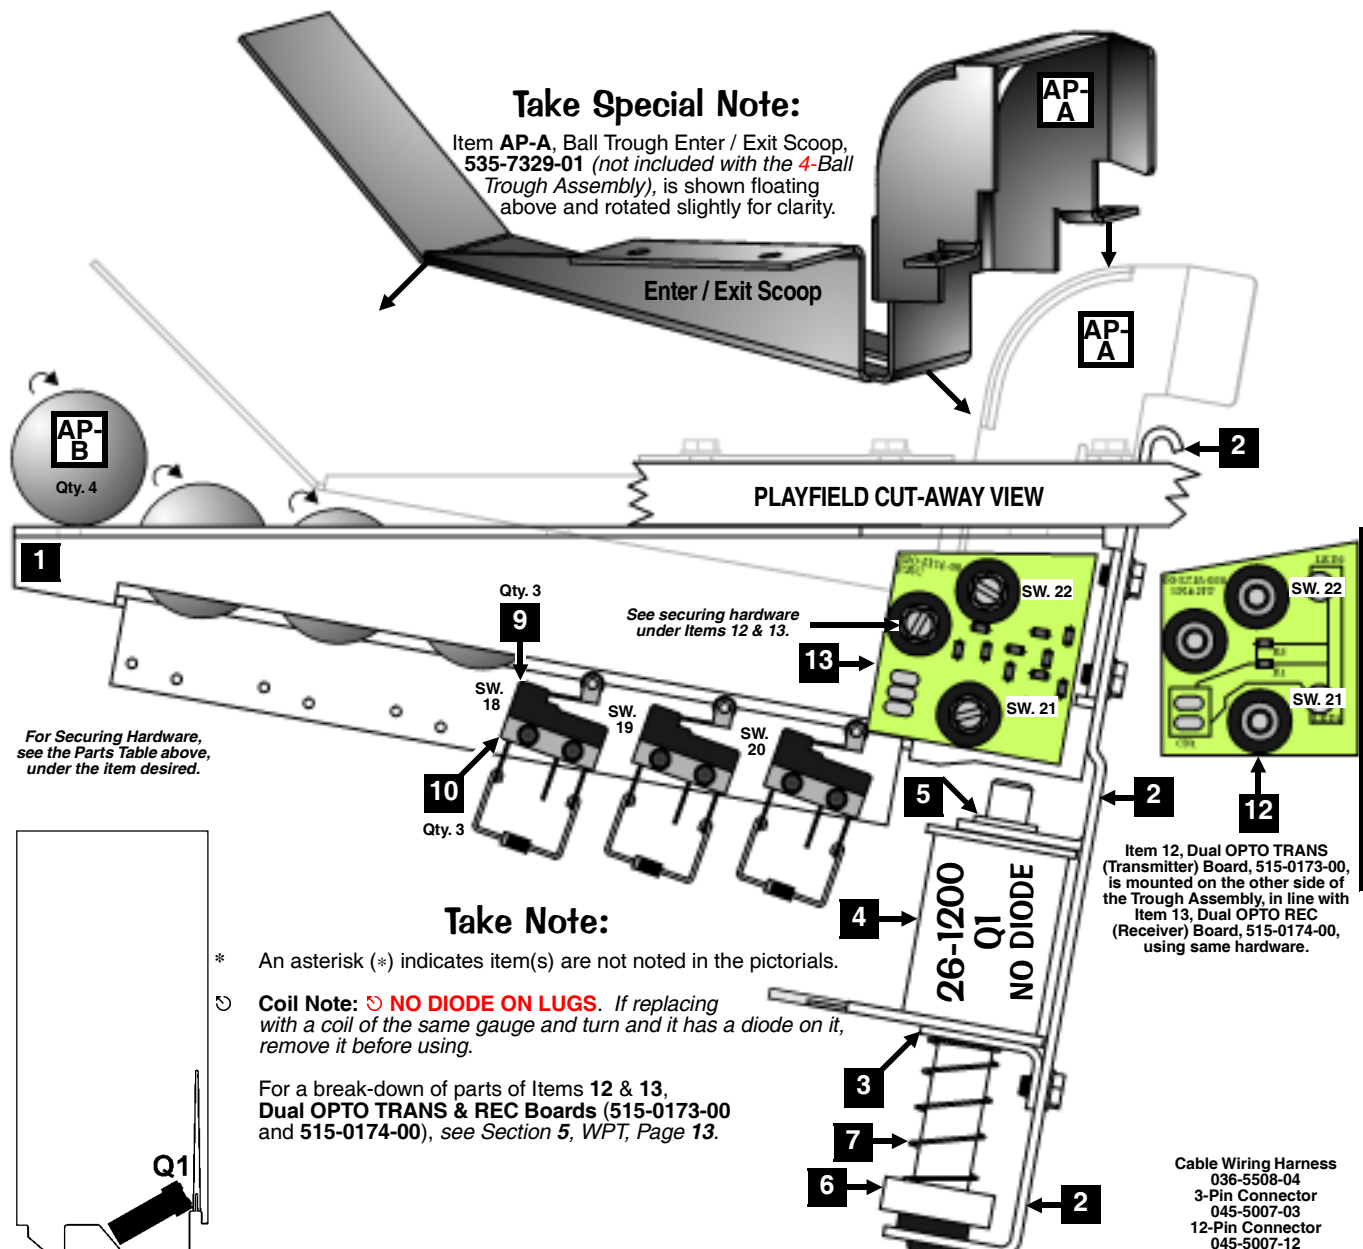 Take Special Note:
Item AP-A, Ball Trough Enter / Exit Scoop,
535-7329-01 (not included with the 4-Ball
Trough Assembly), is shown floating
above and rotated slightly for clarity.
AP-
A
Enter / Exit Scoop
AP-
A
AP-
B
Qty. 4
2
PLAYFIELD CUT-AWAY VIEW
1
Qty. 3
9
See securing hardware
under Items 12 & 13.
13
SW. 22
SW. 21
SW. 22
SW. 21
SW.
18
SW.
19
SW.
20
For Securing Hardware,
see the Parts Table above,
under the item desired.
10
Qty. 3
5
2
12
Item 12, Dual OPTO TRANS
(Transmitter) Board, 515-0173-00,
is mounted on the other side of
the Trough Assembly, in line with
Item 13, Dual OPTO REC
(Receiver) Board, 515-0174-00,
using same hardware.
4
26-1200
Q1
NO DIODE
Take Note:
* An asterisk (*) indicates item(s) are not noted in the pictorials.
Coil Note: NO DIODE ON LUGS. If replacing
with a coil of the same gauge and turn and it has a diode on it,
remove it before using.
For a break-down of parts of Items 12 & 13,
Dual OPTO TRANS & REC Boards (515-0173-00
and 515-0174-00), see Section 5, WPT, Page 13.
3
7
6
2
Q1
Cable Wiring Harness
036-5508-04
3-Pin Connector
045-5007-03
12-Pin Connector
045-5007-12